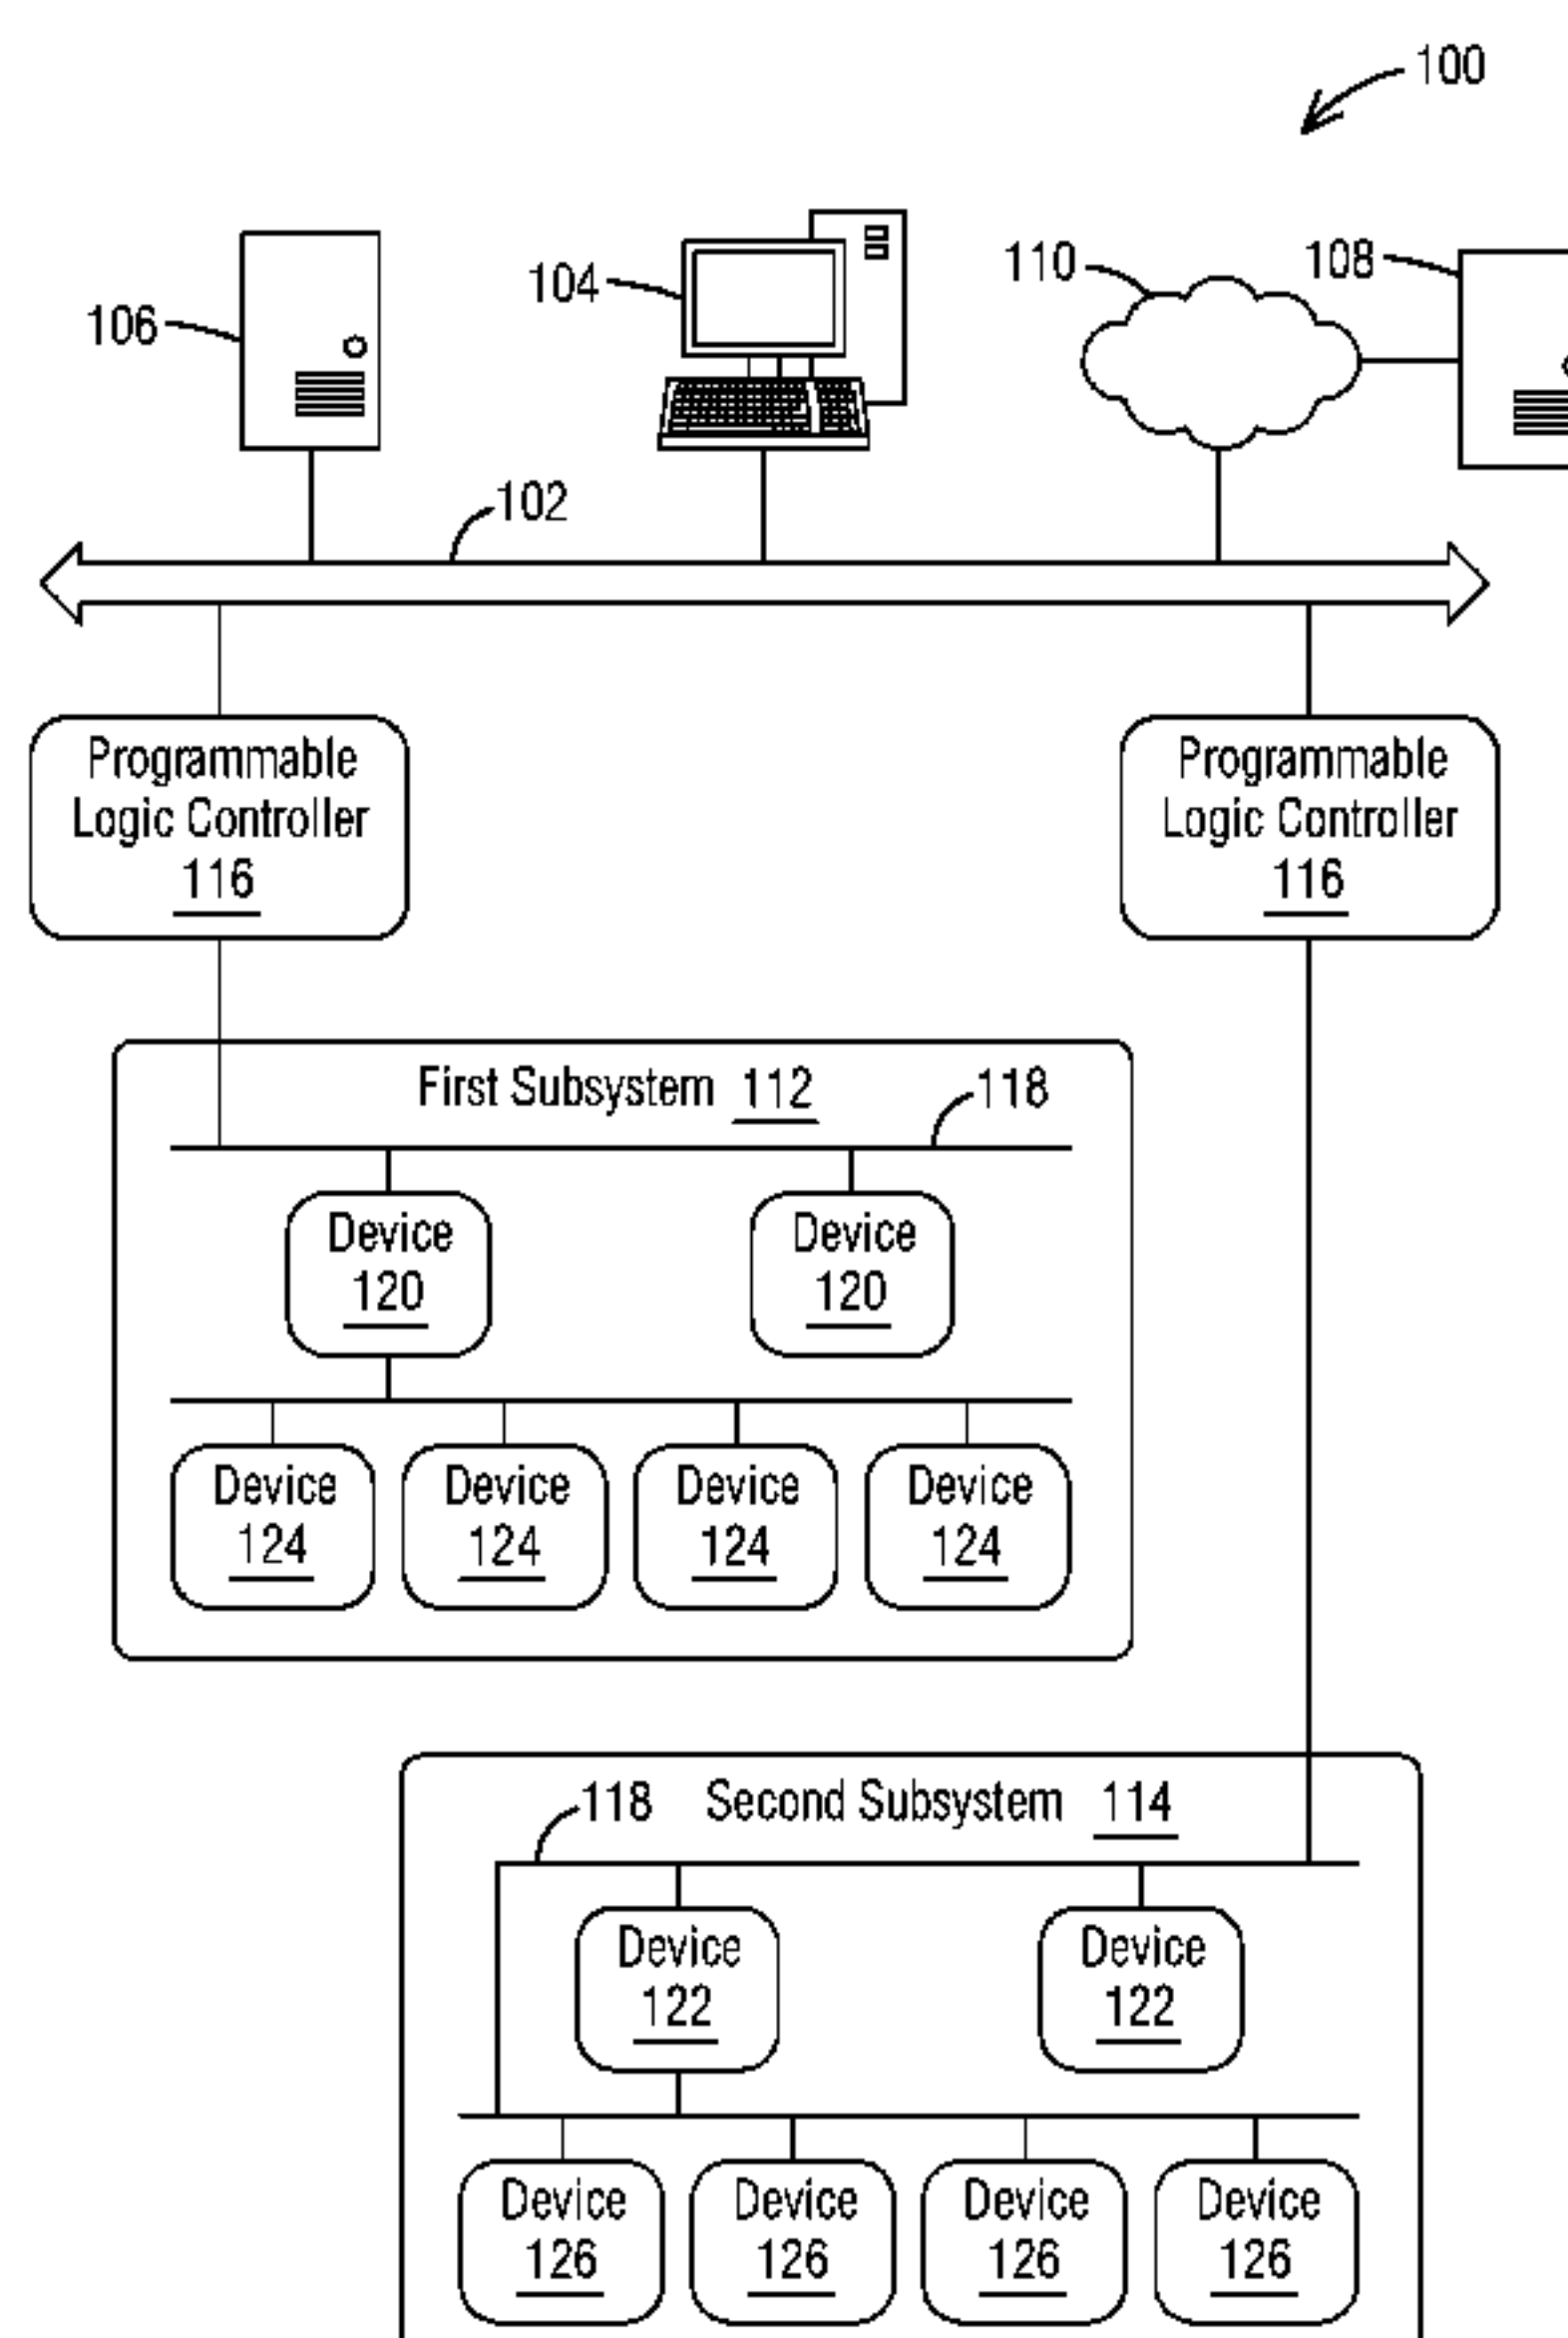 100
104
110
108
106
102
Programmable
Logic Controller
116
Programmable
Logic Controller
116
First Subsystem 112
118
Device
120
Device
120
Device
124
Device
124
Device
124
Device
124
118
Second Subsystem 114
Device
122
Device
122
Device
126
Device
126
Device
126
Device
126